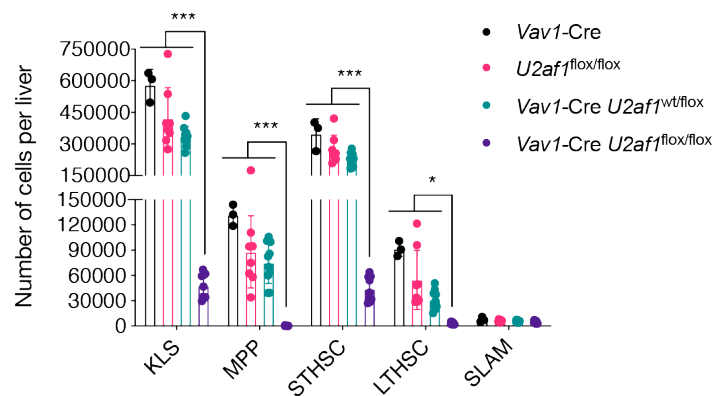 Number of cells per liver
750000
600000
450000
300000
150000
150000
120000
90000
60000
30000
0
***
***
***
*
KLS
MPP
STHSC
LTHSC
SLAM
Vav1-Cre
U2af1flox/flox
Vav1-Cre U2af1wt/flox
Vav1-Cre U2af1flox/flox